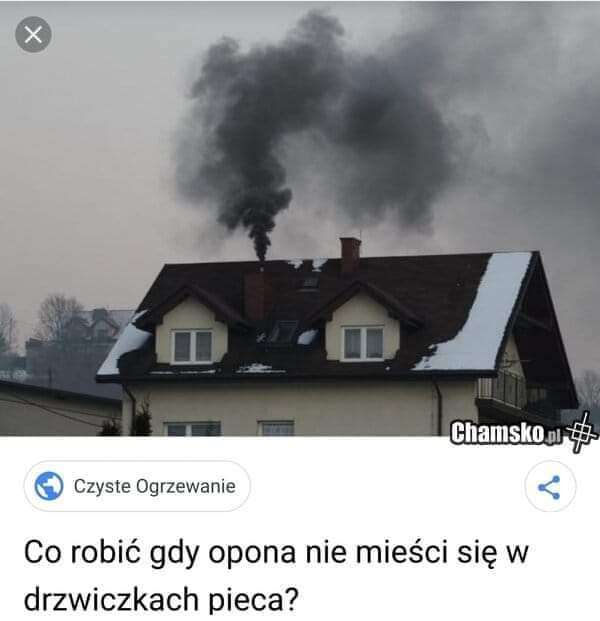 Chamsko.pl
Czyste Ogrzewanie
Co robić gdy opona nie mieści się w
drzwiczkach pieca?